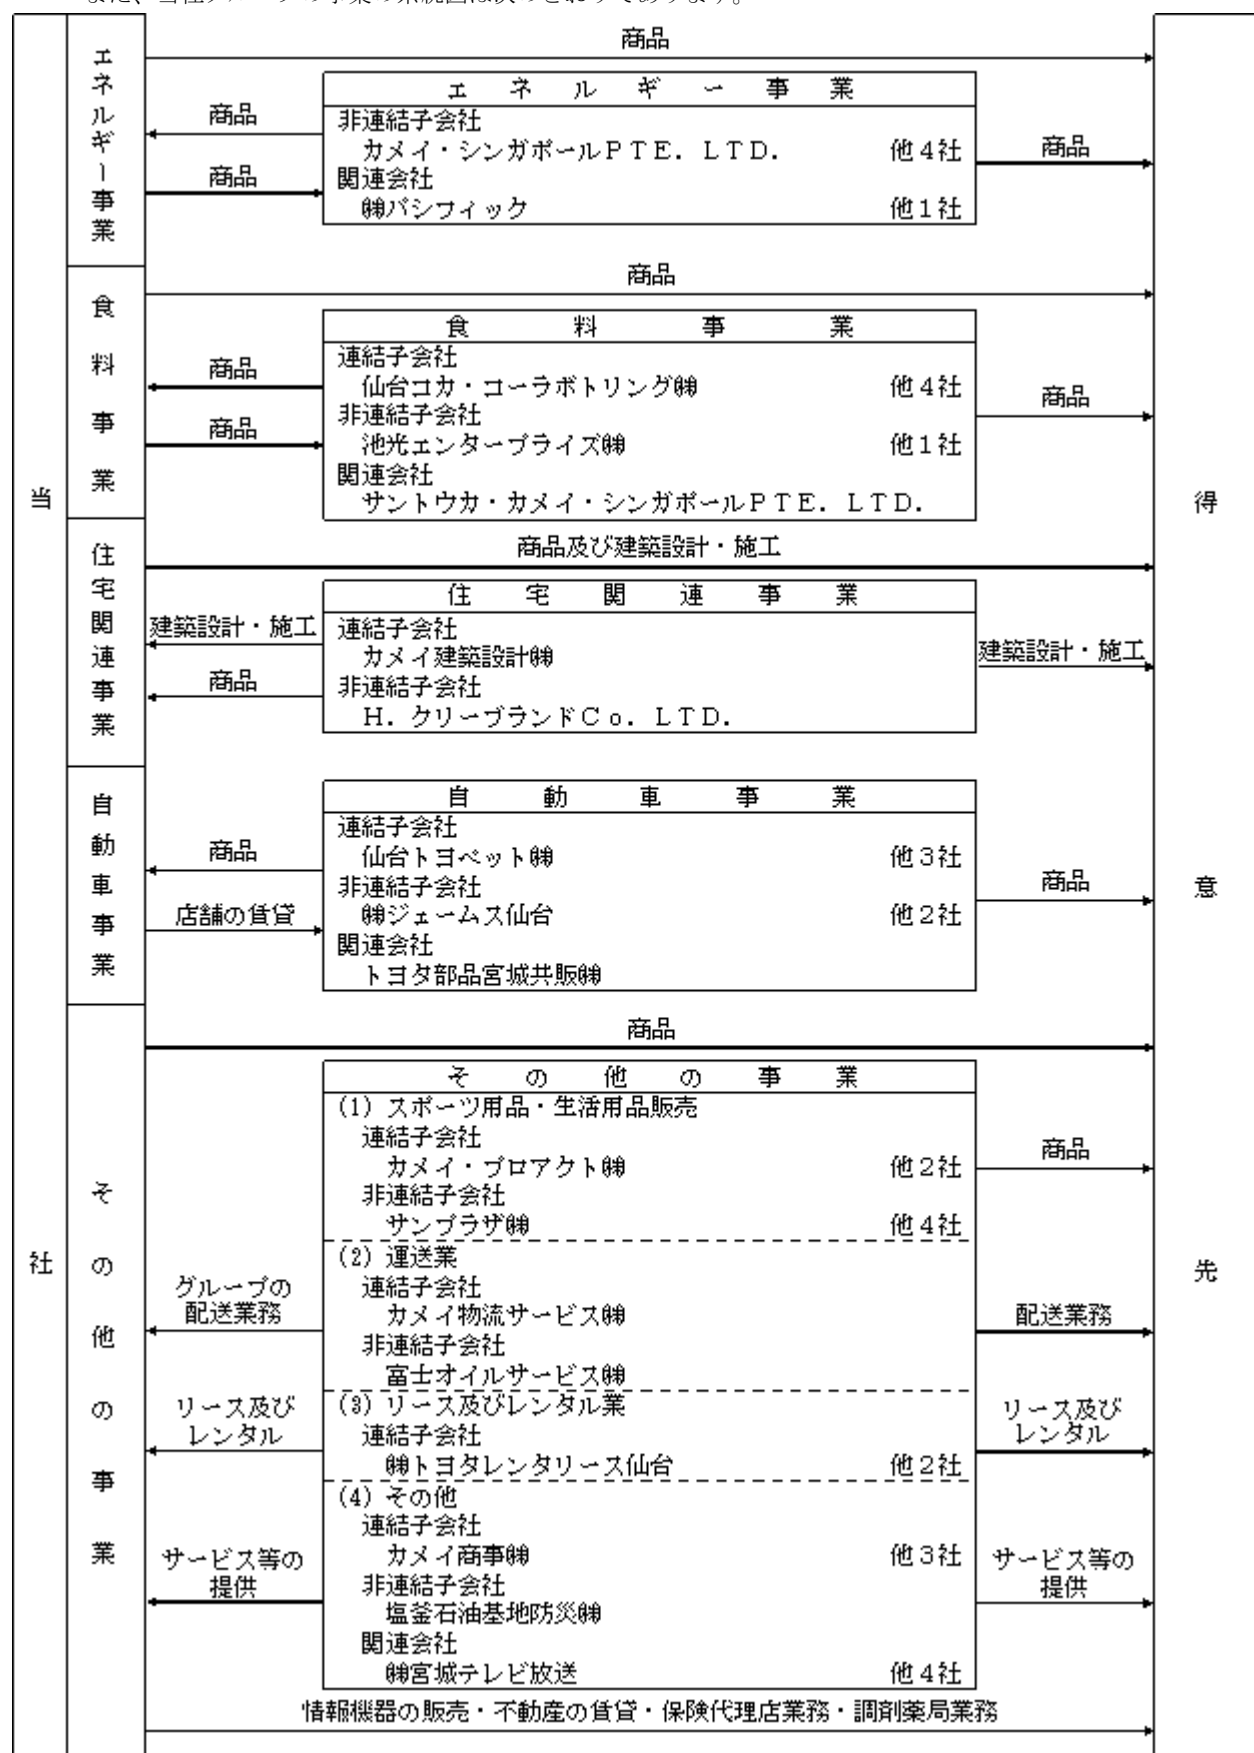 また、当社グループの事業の系統図は次のとおりであります。
当社
得意先
エネルギー事業
商品
エネルギー事業
商品
商品
非連結子会社
カメイ・シンガポールＰＴＥ．ＬＴＤ． 他４社
関連会社
㈱パシフィック 他１社
商品
食料事業
商品
食料事業
商品
商品
連結子会社
仙台コカ・コーラボトリング㈱ 他４社
非連結子会社
池光エンタープライズ㈱ 他１社
関連会社
サントウカ・カメイ・シンガポールＰＴＥ．ＬＴＤ．
商品
住宅関連事業
商品及び建築設計・施工
住宅関連事業
建築設計・施工
商品
連結子会社
カメイ建築設計㈱
非連結子会社
Ｈ．クリーブランドＣｏ．ＬＴＤ．
建築設計・施工
自動車事業
自動車事業
商品
店舗の賃貸
連結子会社
仙台トヨペット㈱ 他３社
非連結子会社
㈱ジェームス仙台 他２社
関連会社
トヨタ部品宮城共販㈱
商品
その他の事業
商品
その他の事業
(1) スポーツ用品・生活用品販売
連結子会社
カメイ・プロアクト㈱ 他２社
非連結子会社
サンプラザ㈱ 他４社
商品
(2) 運送業
連結子会社
カメイ物流サービス㈱
非連結子会社
富士オイルサービス㈱
グループの
配送業務
配送業務
(3) リース及びレンタル業
連結子会社
㈱トヨタレンタリース仙台 他２社
リース及び
レンタル
リース及び
レンタル
(4) その他
連結子会社
カメイ商事㈱ 他３社
非連結子会社
塩釜石油基地防災㈱
関連会社
㈱宮城テレビ放送 他４社
サービス等の
提供
サービス等の
提供
情報機器の販売・不動産の賃貸・保険代理店業務・調剤薬局業務